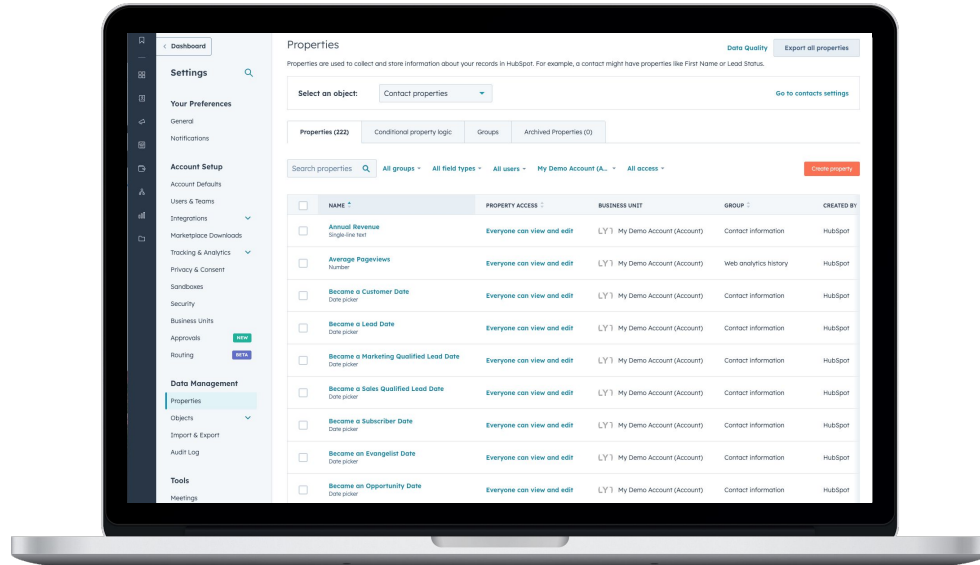 Dashboard
Settings
Your Preferences
General
Notifications
Account Setup
Account Defaults
Users & Teams
Integrations
Marketplace Downloads
Tracking & Analytics
Privacy & Consent
Sandboxes
Security
Business Units
Approvals NEW
Routing BETA
Data Management
Properties
Objects
Import & Export
Audit Log
Tools
Meetings
Properties
Data Quality Export all properties
Properties are used to collect and store information about your records in HubSpot. For example, a contact might have properties like First Name or Lead Status.
Select an object: Contact properties Go to contacts settings
Properties (222) Conditional property logic Groups Archived Properties (0)
Search properties All groups All field types All users My Demo Account (A... All access Create property
NAME PROPERTY ACCESS BUSINESS UNIT GROUP CREATED BY
Annual Revenue
Single-line text
Everyone can view and edit My Demo Account (Account) Contact information HubSpot
Average Pageviews
Number
Everyone can view and edit My Demo Account (Account) Web analytics history HubSpot
Became a Customer Date
Date picker
Everyone can view and edit My Demo Account (Account) Contact information HubSpot
Became a Lead Date
Date picker
Everyone can view and edit My Demo Account (Account) Contact information HubSpot
Became a Marketing Qualified Lead Date
Date picker
Everyone can view and edit My Demo Account (Account) Contact information HubSpot
Became a Sales Qualified Lead Date
Date picker
Everyone can view and edit My Demo Account (Account) Contact information HubSpot
Became a Subscriber Date
Date picker
Everyone can view and edit My Demo Account (Account) Contact information HubSpot
Became an Evangelist Date
Date picker
Everyone can view and edit My Demo Account (Account) Contact information HubSpot
Became an Opportunity Date
Date picker
Everyone can view and edit My Demo Account (Account) Contact information HubSpot